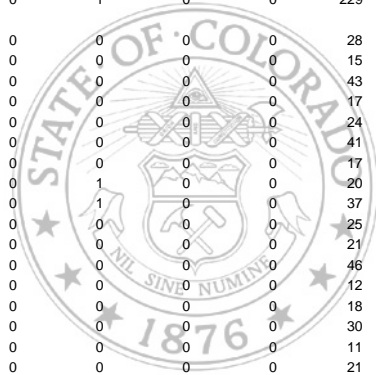 0 1 0 0 229
0 0 0 0 28
0 0 0 0 15
0 0 0 0 43
0 0 0 0 17
0 0 0 0 24
0 0 0 0 41
0 0 0 0 17
0 1 0 0 20
0 1 0 0 37
0 0 0 0 25
0 0 0 0 21
0 0 0 0 46
0 0 0 0 12
0 0 0 0 18
0 0 0 0 30
0 0 0 0 11
0 0 0 0 21
STATE OF COLORADO
NIL SINE NUMINE
1876